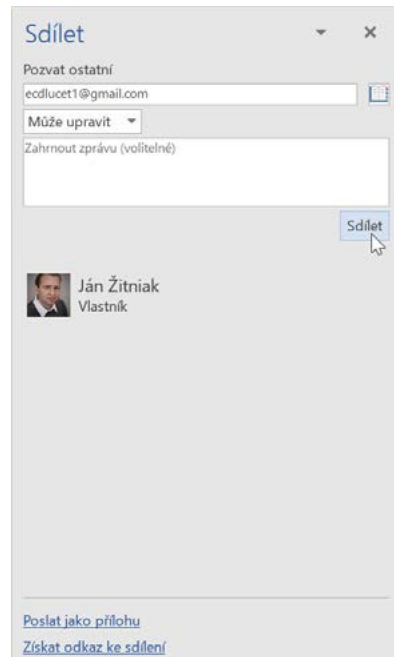 Sdílet
Pozvat ostatní
ecdlucet1@gmail.com
Může upravit
Zahrnout zprávu (volitelné)
Sdílet
Ján Žitniak
Vlastník
Poslat jako přílohu
Získat odkaz ke sdílení